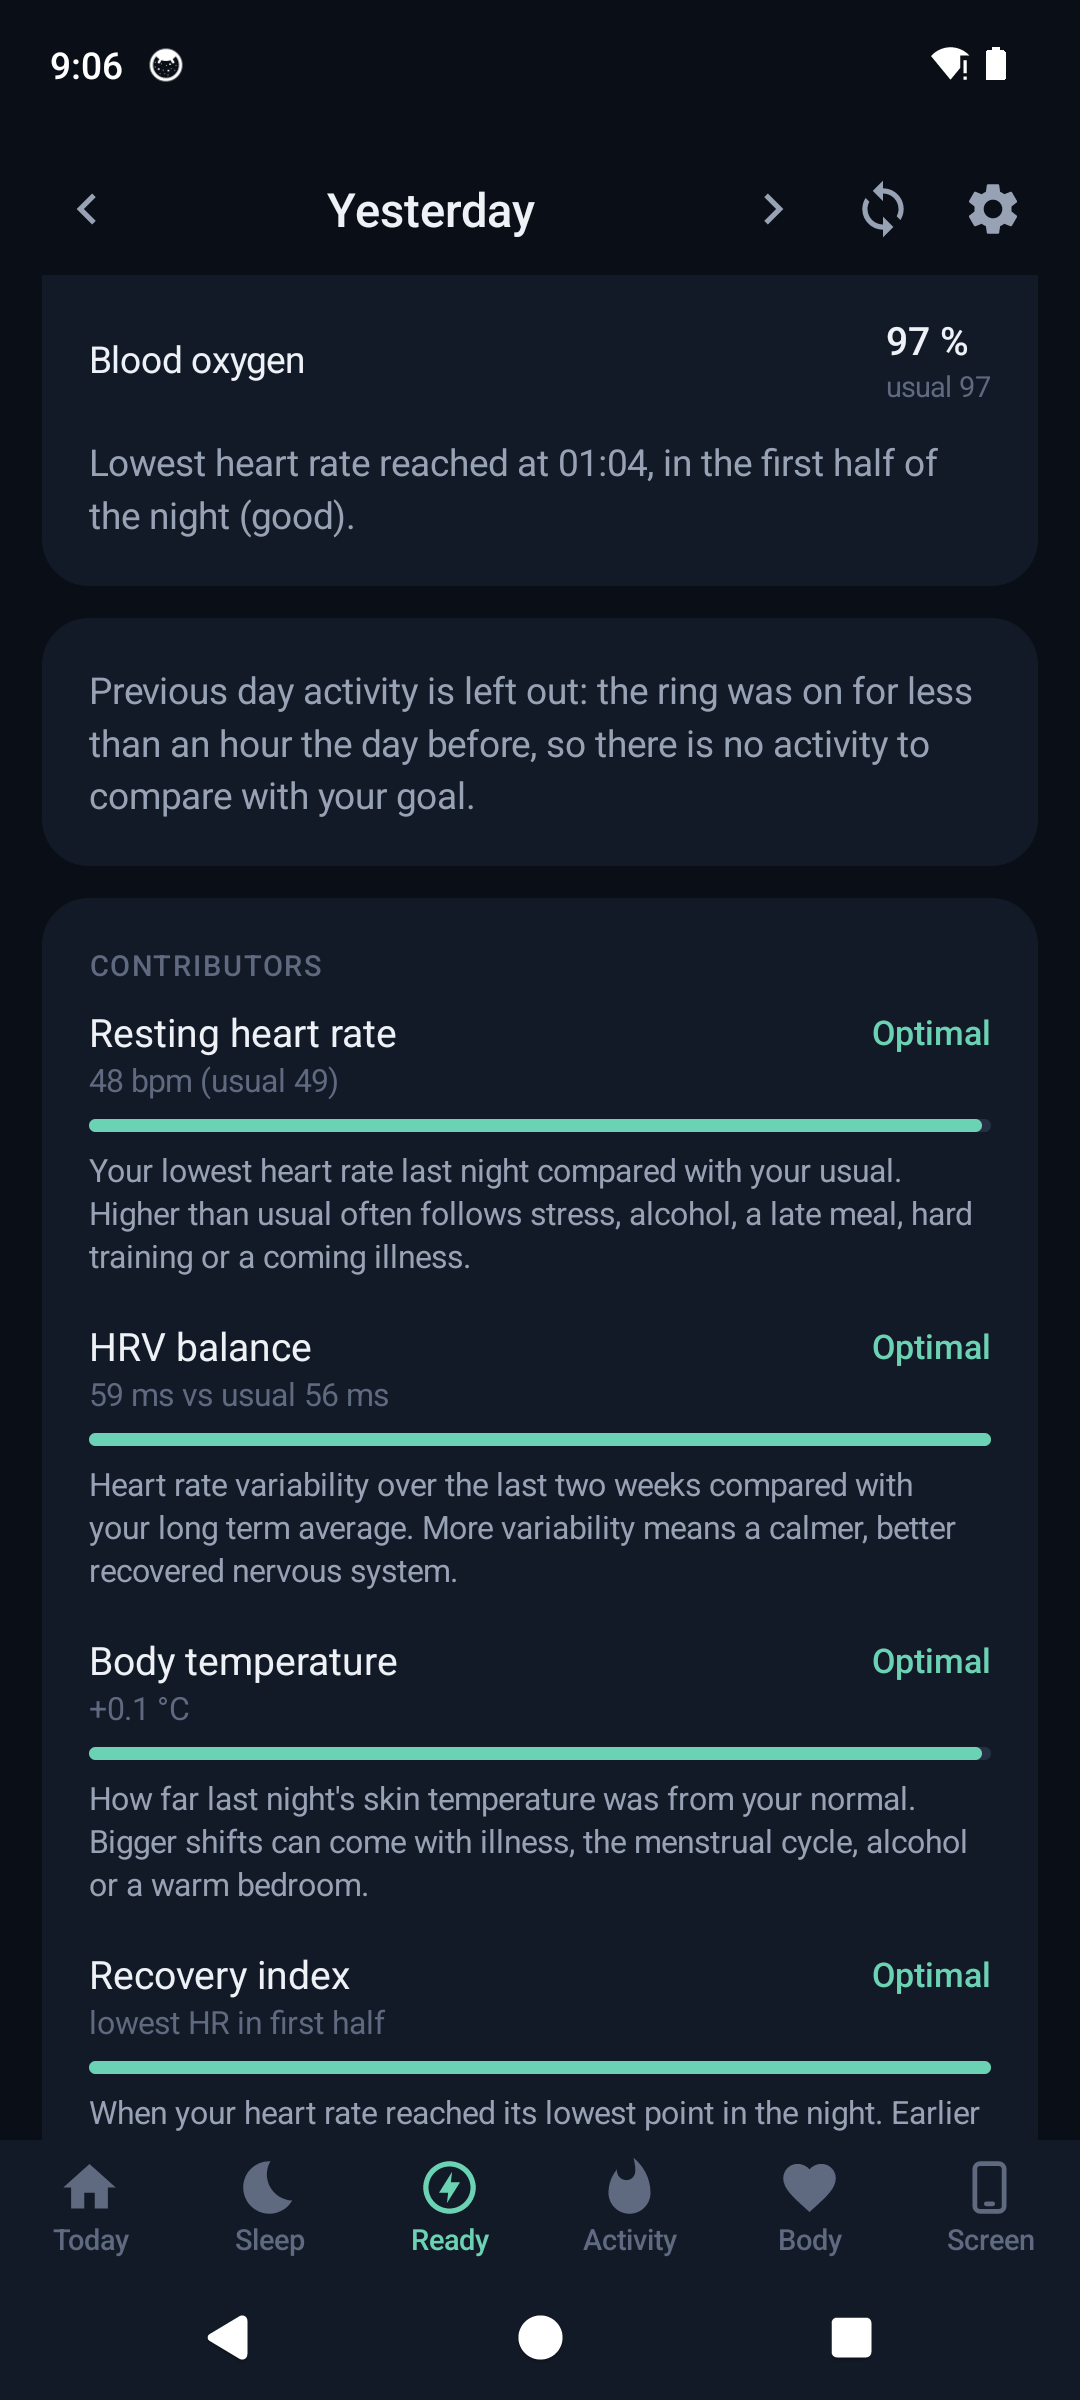 9:06
Yesterday
Blood oxygen
97 %
usual 97
Lowest heart rate reached at 01:04, in the first half of
the night (good).
Previous day activity is left out: the ring was on for less
than an hour the day before, so there is no activity to
compare with your goal.
CONTRIBUTORS
Resting heart rate
Optimal
48 bpm (usual 49)
Your lowest heart rate last night compared with your usual.
Higher than usual often follows stress, alcohol, a late meal, hard
training or a coming illness.
HRV balance
Optimal
59 ms vs usual 56 ms
Heart rate variability over the last two weeks compared with
your long term average. More variability means a calmer, better
recovered nervous system.
Body temperature
Optimal
+0.1 °C
How far last night's skin temperature was from your normal.
Bigger shifts can come with illness, the menstrual cycle, alcohol
or a warm bedroom.
Recovery index
Optimal
lowest HR in first half
When your heart rate reached its lowest point in the night. Earlier
Today
Sleep
Ready
Activity
Body
Screen